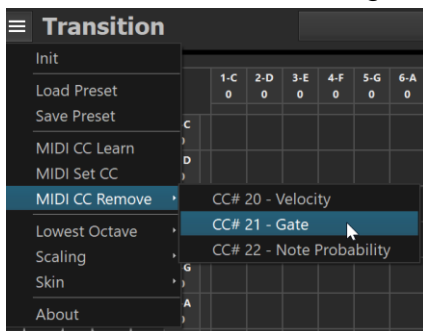 Transition
Init
Load Preset
Save Preset
MIDI CC Learn
MIDI Set CC
MIDI CC Remove
Lowest Octave
Scaling
Skin
About
1-C 2-D 3-E 4-F 5-G 6-A
0 0 0 0 0 0
C
D
CC# 20 - Velocity
CC# 21 - Gate
CC# 22 - Note Probability
G
A